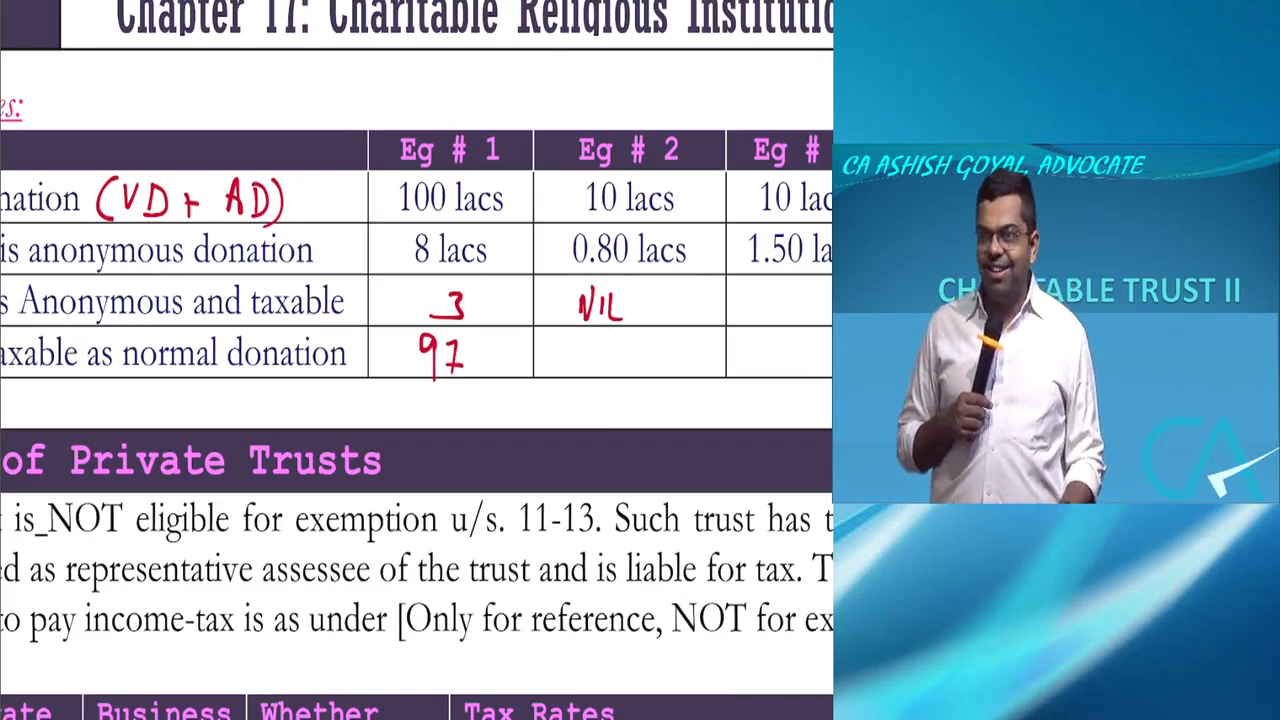 Chapter 17: Charitable Religious Institutio
es:
Eg # 1 Eg # 2 Eg #
nation (VD + AD) 100 lacs 10 lacs 10 lac
is anonymous donation 8 lacs 0.80 lacs 1.50 la
s Anonymous and taxable 3 NIL
axable as normal donation 97
of Private Trusts
t is NOT eligible for exemption u/s. 11-13. Such trust has t
ed as representative assessee of the trust and is liable for tax. T
to pay income-tax is as under [Only for reference, NOT for ex
ate Business Whether Tax Rates
CA ASHISH GOYAL, ADVOCATE
CH TABLE TRUST II
CA